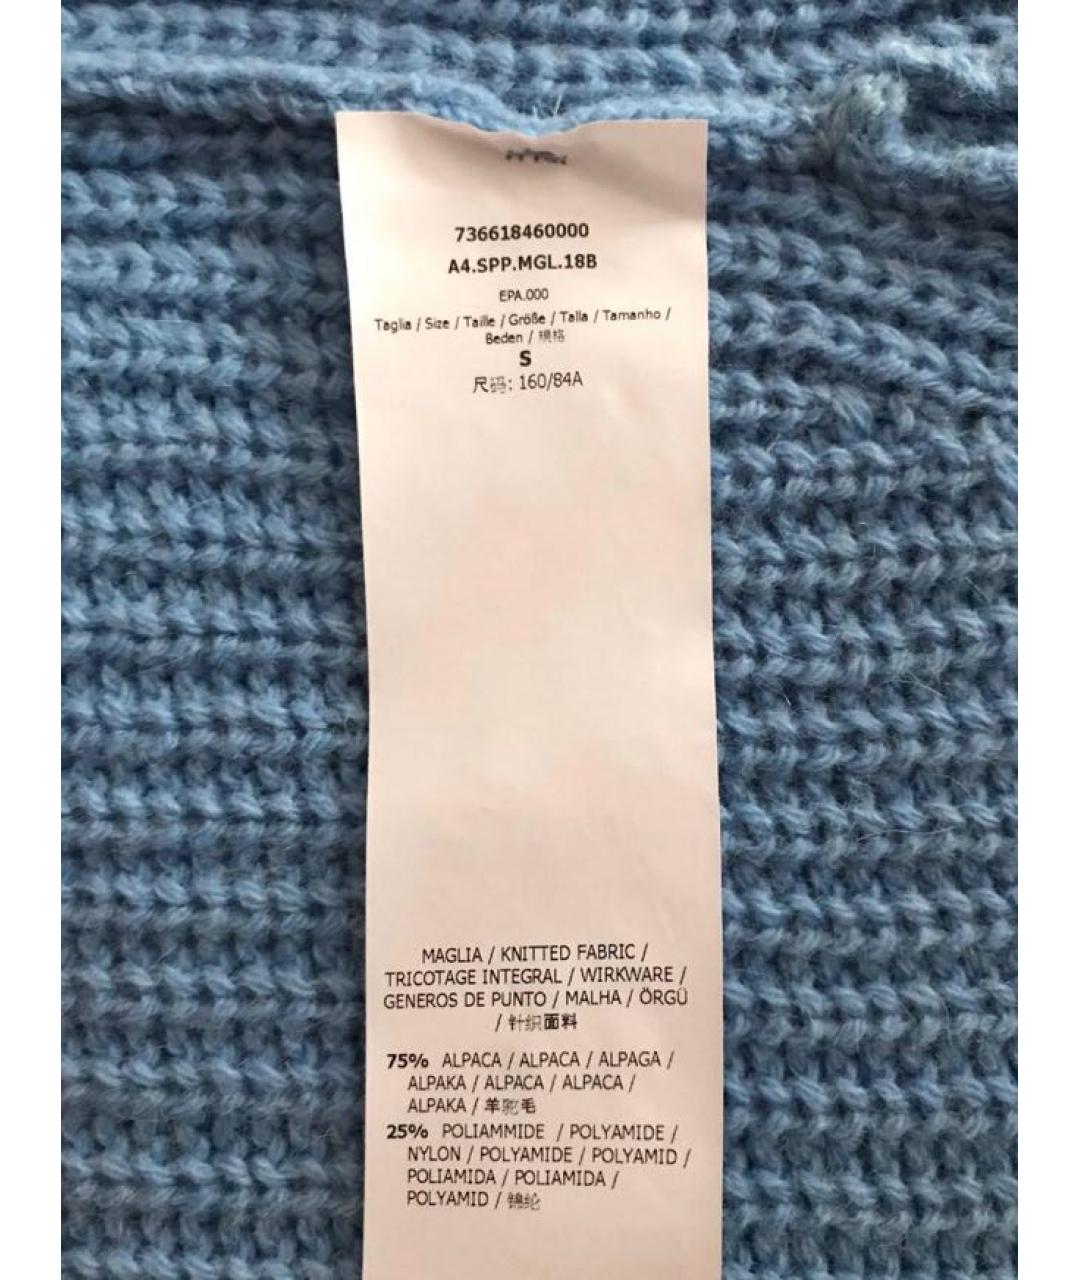 736618460000
A4.SPP.MGL.18B
EPA.000
Taglia / Size / Taille / Größe / Talla / Tamanho /
Beden / 規格
S
尺码: 160/84A
MAGLIA / KNITTED FABRIC /
TRICOTAGE INTEGRAL / WIRKWARE /
GENEROS DE PUNTO / MALHA / ÖRGÜ
/ 针织面料
75% ALPACA / ALPACA / ALPAGA /
ALPAKA / ALPACA / ALPACA /
ALPAKA / 羊驼毛
25% POLIAMMIDE / POLYAMIDE /
NYLON / POLYAMIDE / POLYAMID /
POLIAMIDA / POLIAMIDA /
POLYAMID / 锦纶